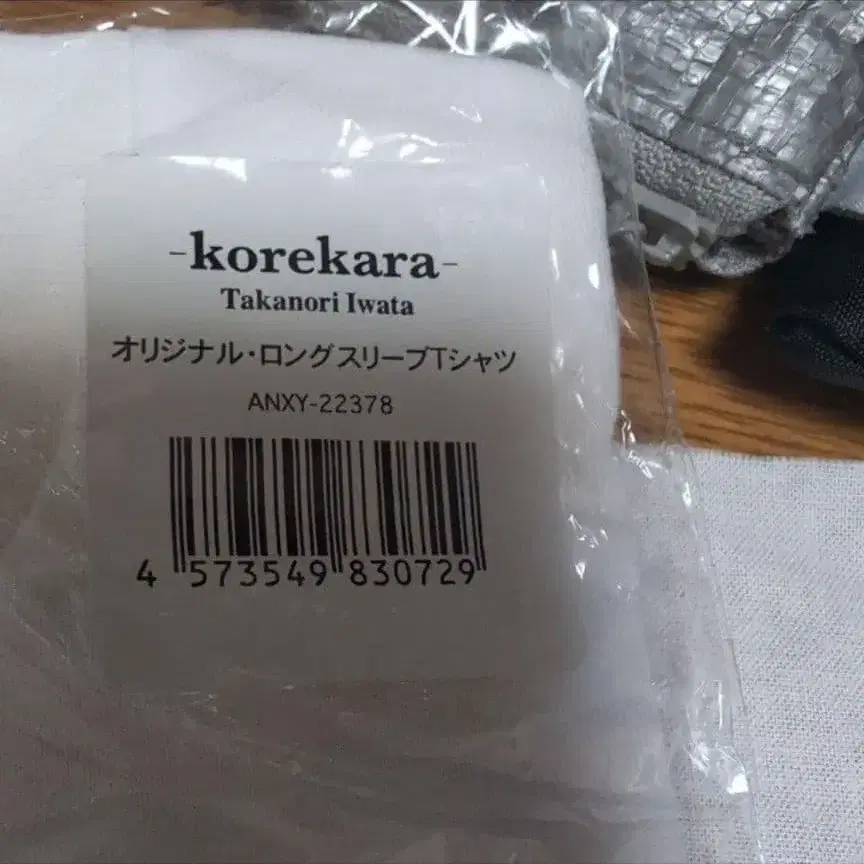 -korekara-
Takanori Iwata
オリジナル・ロングスリーブTシャツ
ANXY-22378
4 573549 830729